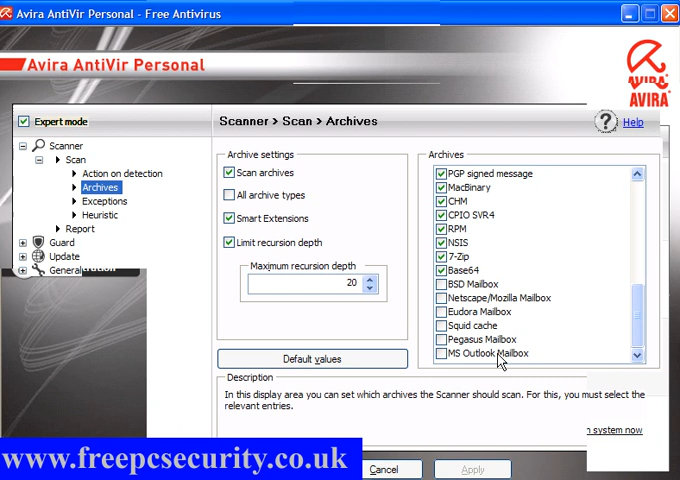 Avira AntiVir Personal - Free Antivirus
Avira AntiVir Personal
AVIRA
AVIRA
Expert mode
Scanner > Scan > Archives
Help
Scanner
Scan
Action on detection
Archives
Exceptions
Heuristic
Report
Guard
Update
General
Archive settings
Scan archives
All archive types
Smart Extensions
Limit recursion depth
Maximum recursion depth
20
Default values
Archives
PGP signed message
MacBinary
CHM
CPIO SVR4
RPM
NSIS
7-Zip
Base64
BSD Mailbox
Netscape/Mozilla Mailbox
Eudora Mailbox
Squid cache
Pegasus Mailbox
MS Outlook Mailbox
Description
In this display area you can set which archives the Scanner should scan. For this, you must select the
relevant entries.
system now
www.freepcsecurity.co.uk
Cancel
Apply